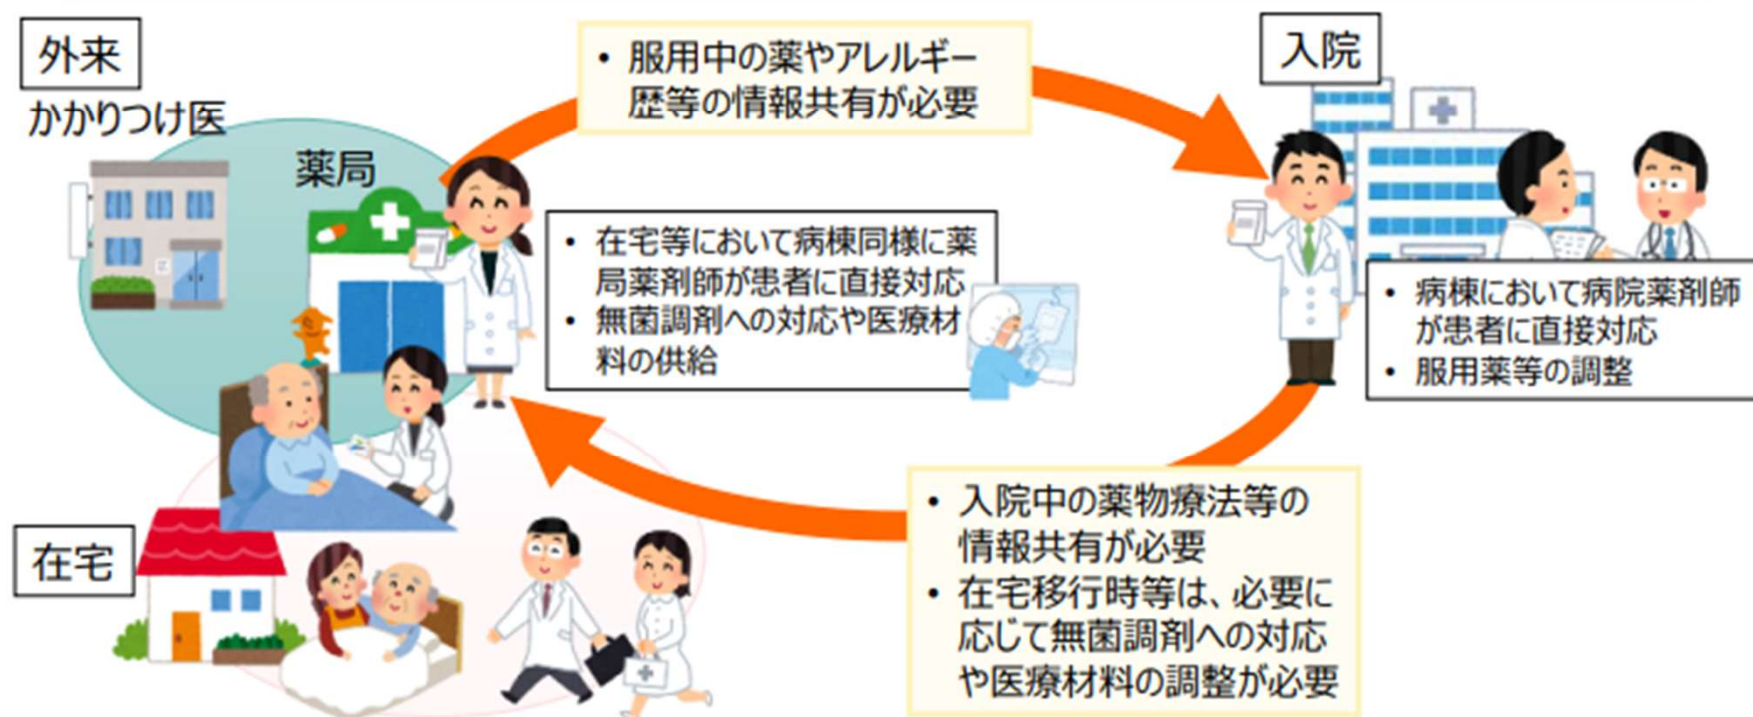 外来
かかりつけ医
薬局
• 服用中の薬やアレルギー
歴等の情報共有が必要
入院
• 在宅等において病棟同様に薬
局薬剤師が患者に直接対応
• 無菌調剤への対応や医療材
料の供給
• 病棟において病院薬剤師
が患者に直接対応
• 服用薬等の調整
在宅
• 入院中の薬物療法等の
情報共有が必要
• 在宅移行時等は、必要に
応じて無菌調剤への対応
や医療材料の調整が必要